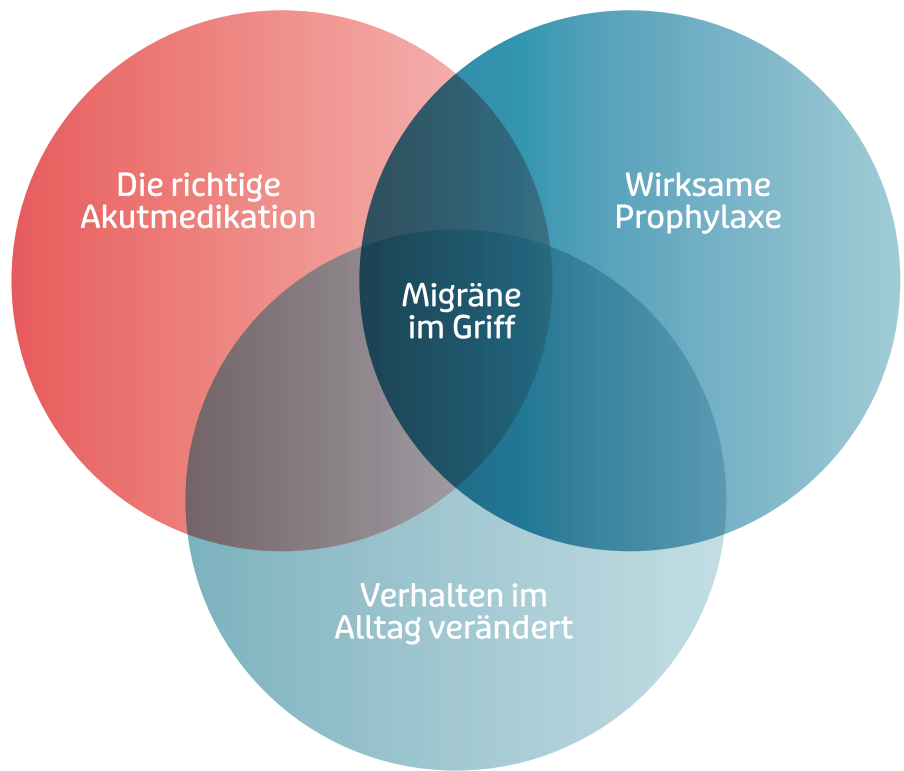 Die richtige
Akutmedikation
Wirksame
Prophylaxe
Migräne
im Griff
Verhalten im
Alltag verändert